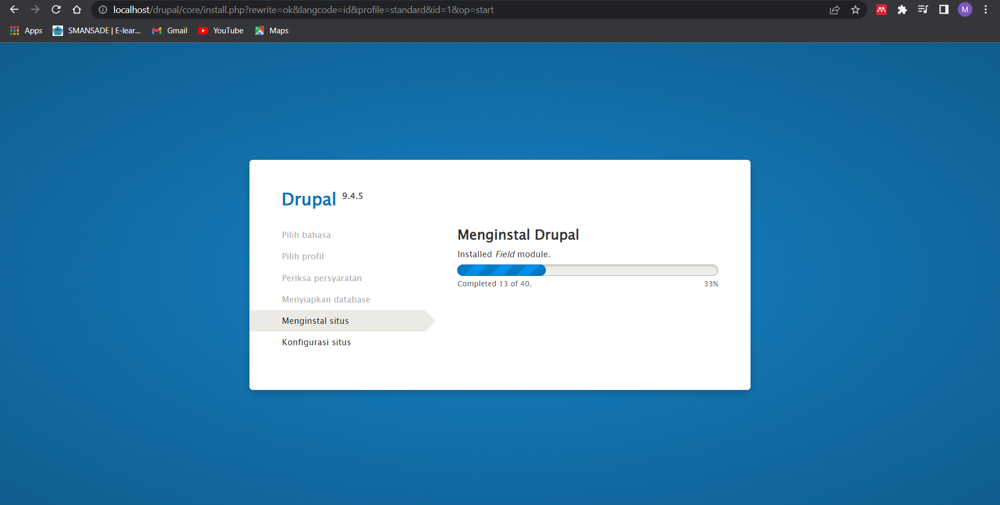 localhost/drupal/core/install.php?rewrite=ok&langcode=id&profile=standard&id=1&op=start
M
Apps
SMANSADE | E-lear...
Gmail
YouTube
Maps
Drupal 9.4.5
Pilih bahasa
Pilih profil
Periksa persyaratan
Menyiapkan database
Menginstal situs
Konfigurasi situs
Menginstal Drupal
Installed Field module.
Completed 13 of 40.
33%